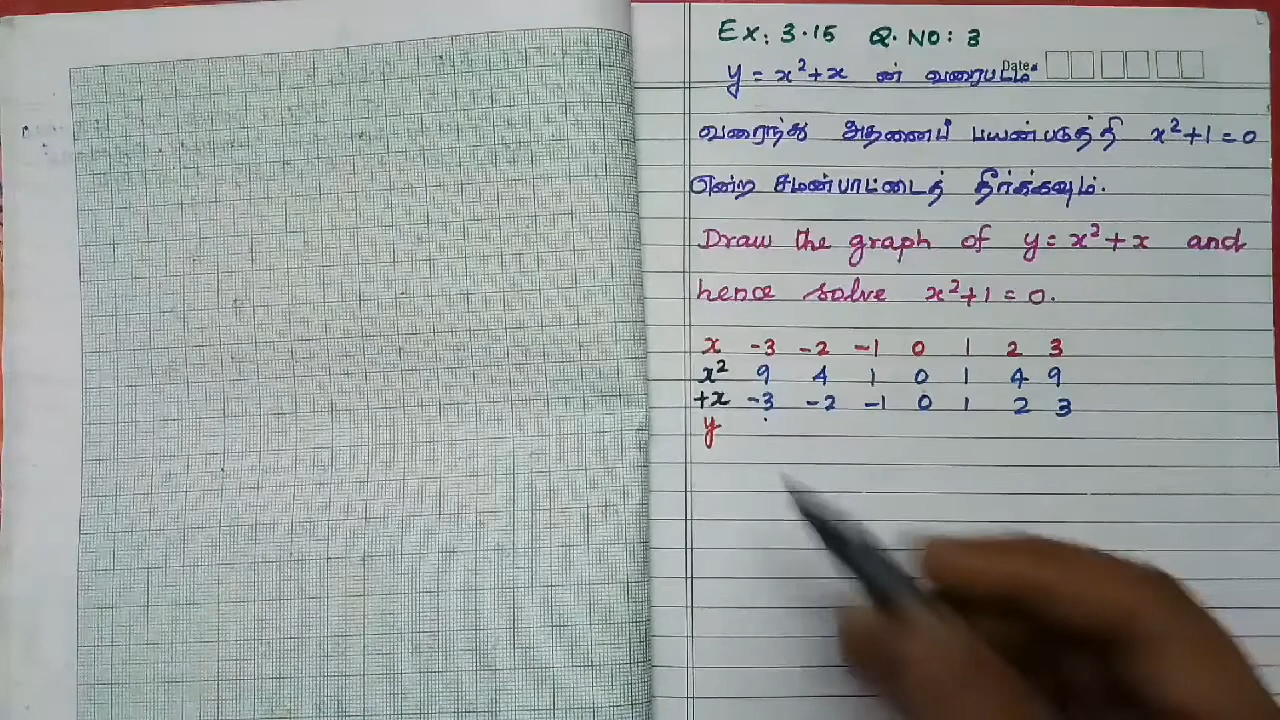 Ex: 3.15 Q. NO: 3
Date
y = x²+x ன் வரைபடம்
வரைந்து அதனைப் பயன்படுத்தி x²+1=0
என்ற சமன்பாட்டைத் தீர்க்கவும்.
Draw the graph of y=x²+x and
hence solve x²+1=0.
x -3 -2 -1 0 1 2 3
x² 9 4 1 0 1 4 9
+x -3 -2 -1 0 1 2 3
y